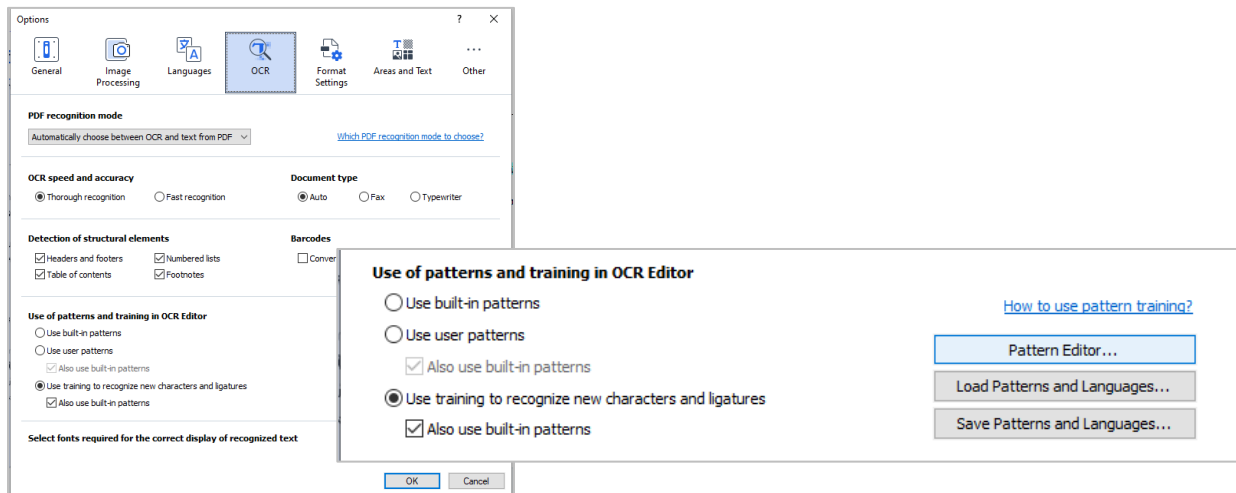 Options
?
General
Image
Processing
Languages
OCR
Format
Settings
Areas and Text
Other
PDF recognition mode
Automatically choose between OCR and text from PDF
Which PDF recognition mode to choose?
OCR speed and accuracy
Document type
Thorough recognition
Fast recognition
Auto
Fax
Typewriter
Detection of structural elements
Barcodes
Headers and footers
Numbered lists
Conver
Table of contents
Footnotes
Use of patterns and training in OCR Editor
Use built-in patterns
Use user patterns
Also use built-in patterns
Use training to recognize new characters and ligatures
Also use built-in patterns
Select fonts required for the correct display of recognized text
OK
Cancel
Use of patterns and training in OCR Editor
Use built-in patterns
How to use pattern training?
Use user patterns
Pattern Editor...
Also use built-in patterns
Load Patterns and Languages...
Use training to recognize new characters and ligatures
Also use built-in patterns
Save Patterns and Languages...